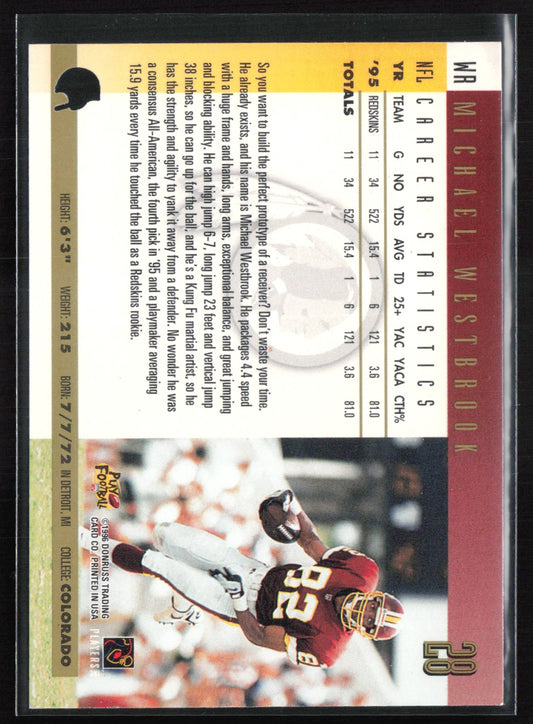 WR MICHAEL WESTBROOK 28
NFL CAREER STATISTICS
YR TEAM G NO YDS AVG TD 25+ YAC YACA CTH%
'95 REDSKINS 11 34 522 15.4 1 6 121 3.6 81.0
TOTALS 11 34 522 15.4 1 6 121 3.6 81.0
So you want to build the perfect prototype of a receiver? Don't waste your time.
He already exists, and his name is Michael Westbrook. He packages 4.4 speed
with a huge frame and hands, long arms, exceptional balance, and great jumping
and blocking ability. He can high jump 6-7, long jump 23 feet and vertical jump
38 inches, so he can go up for the ball, and he's a Kung Fu martial artist, so he
has the strength and agility to yank it away from a defender. No wonder he was
a consensus All-American, the fourth pick in '95 and a playmaker averaging
15.9 yards every time he touched the ball as a Redskins rookie.
82
PLAY
FOOTBALL
©1996 DONRUSS TRADING
CARD CO. PRINTED IN USA
PLAYERS
HEIGHT: 6'3" WEIGHT: 215 BORN: 7/7/72 IN DETROIT, MI COLLEGE: COLORADO